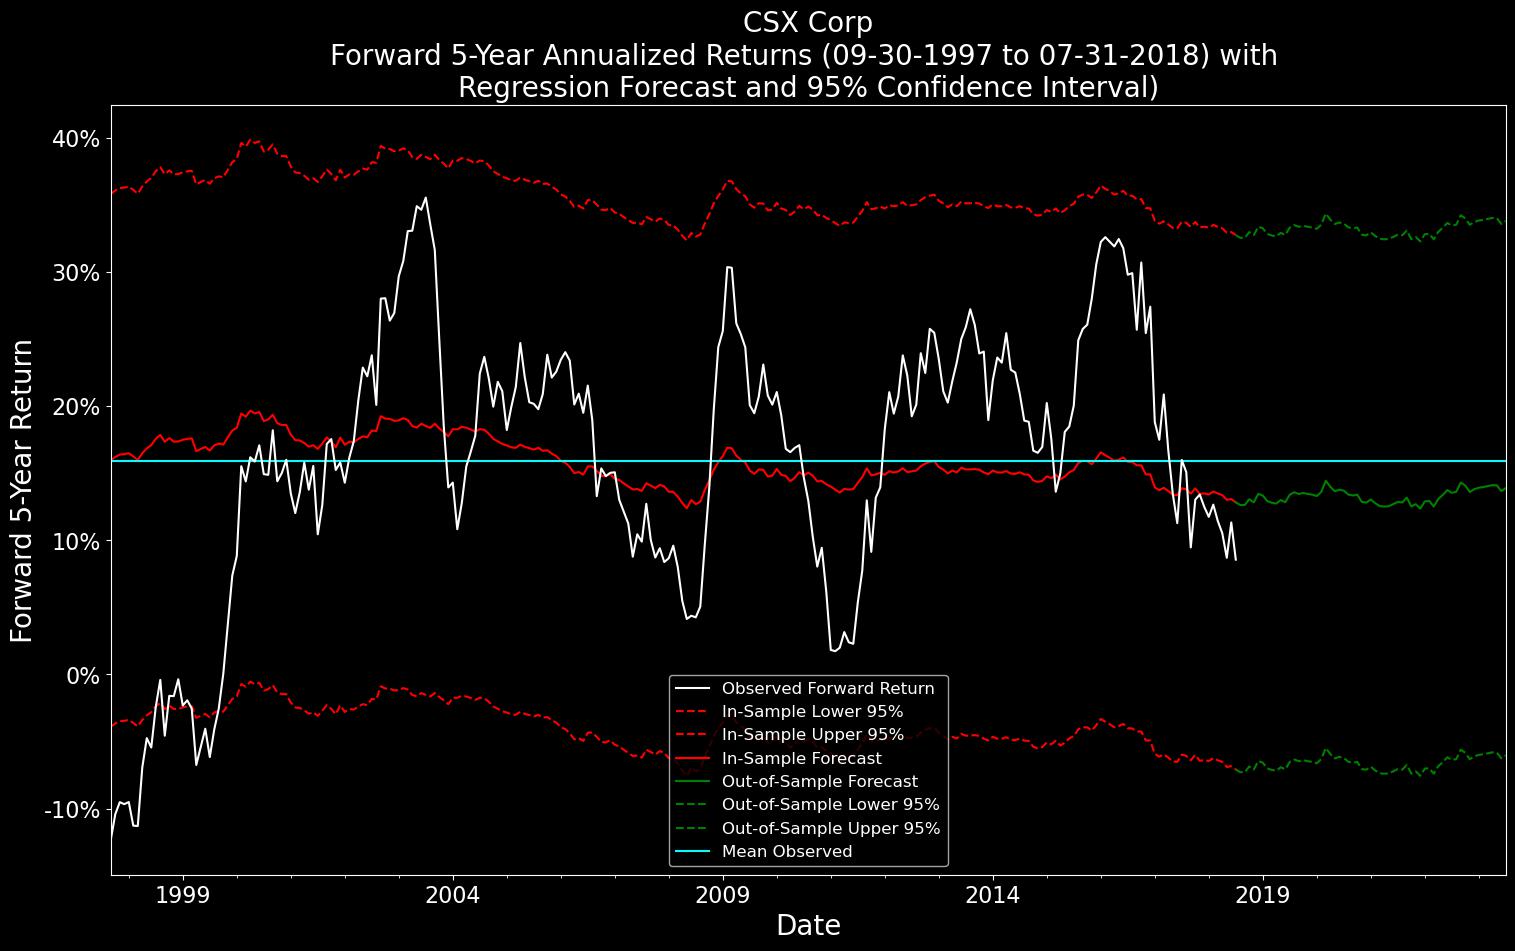 CSX Corp
Forward 5-Year Annualized Returns (09-30-1997 to 07-31-2018) with
Regression Forecast and 95% Confidence Interval)
Forward 5-Year Return
40%
30%
20%
10%
0%
-10%
Observed Forward Return
In-Sample Lower 95%
In-Sample Upper 95%
In-Sample Forecast
Out-of-Sample Forecast
Out-of-Sample Lower 95%
Out-of-Sample Upper 95%
Mean Observed
1999 2004 2009 2014 2019
Date